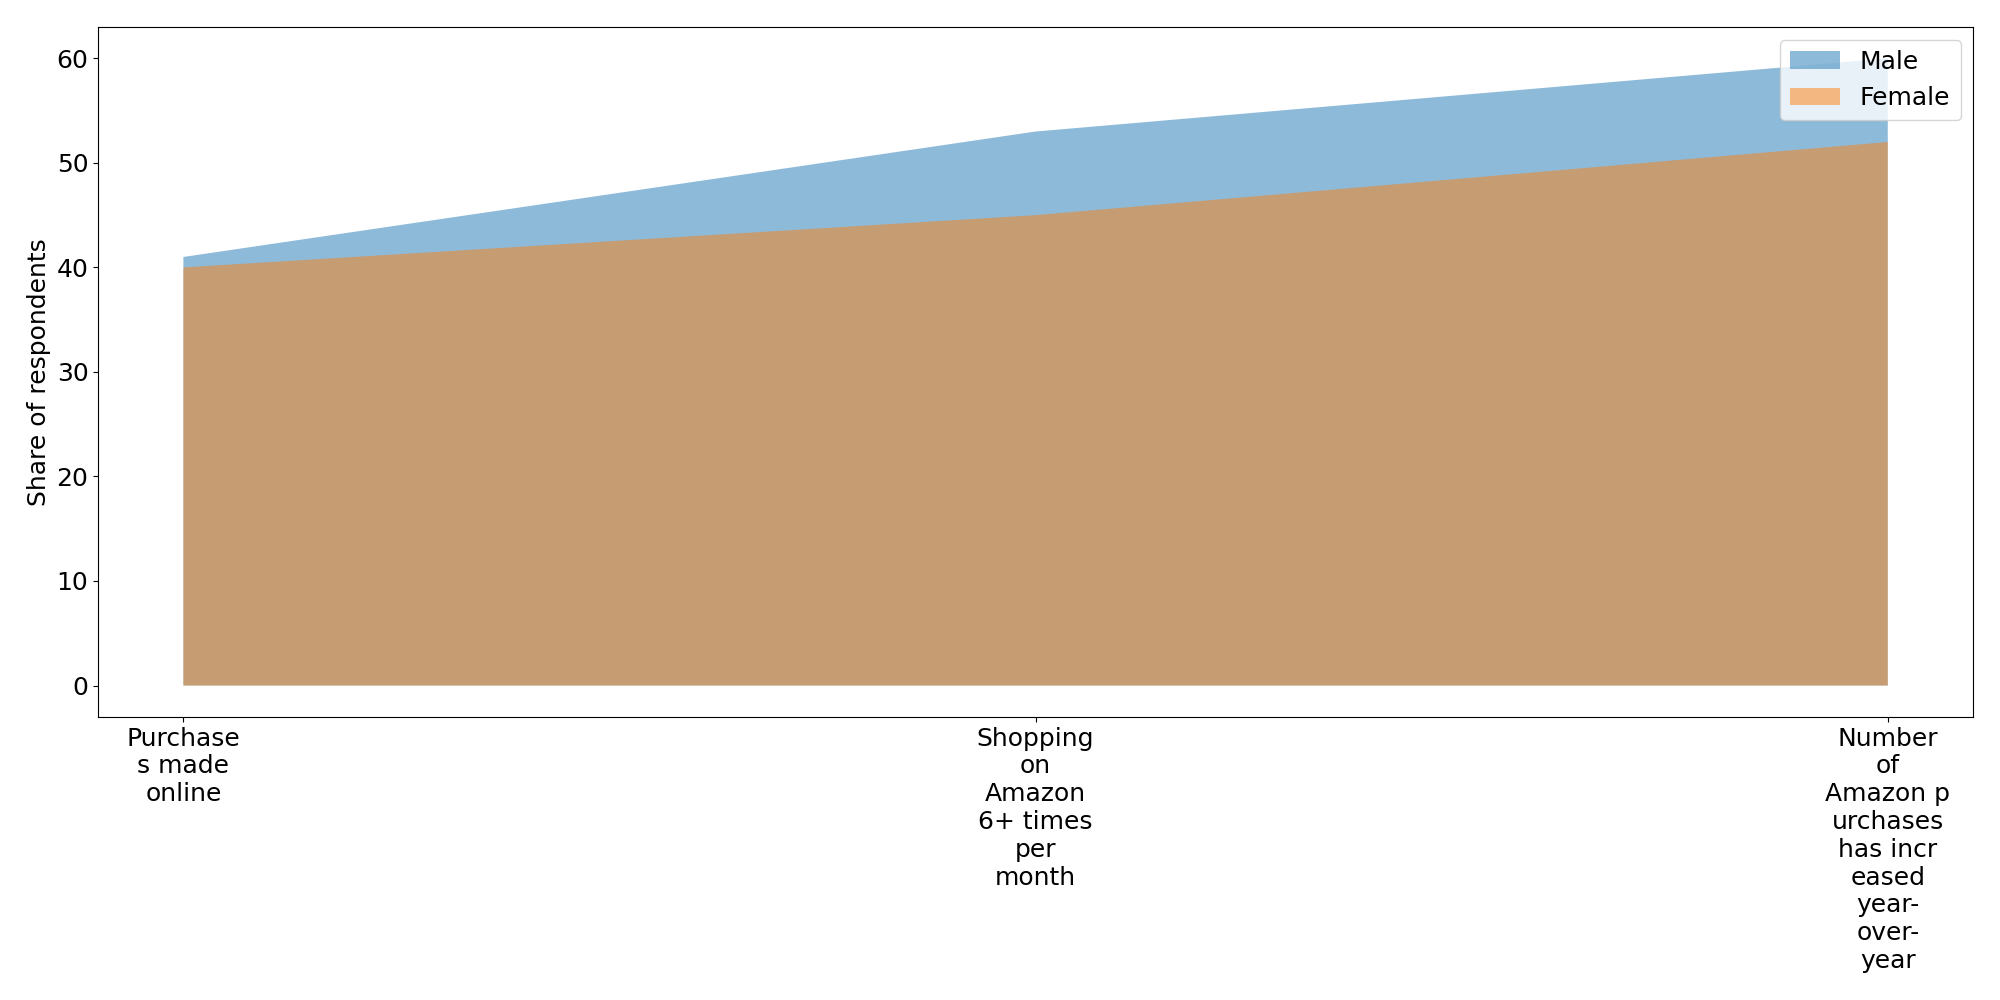 Male
Female
Share of respondents
60
50
40
30
20
10
0
Purchase
s made
online
Shopping
on
Amazon
6+ times
per
month
Number
of
Amazon p
urchases
has incr
eased
year-
over-
year